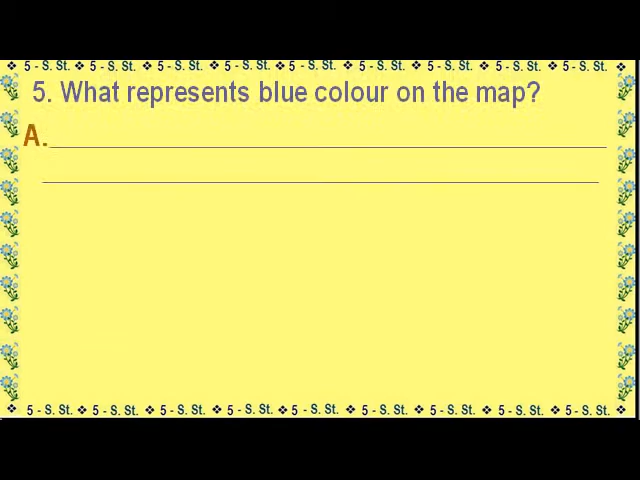 ❖ 5 - S. St. ❖ 5 - S. St. ❖ 5 - S. St. ❖ 5 - S. St. ❖ 5 - S. St. ❖ 5 - S. St. ❖ 5 - S. St. ❖ 5 - S. St. ❖ 5 - S. St. ❖
5. What represents blue colour on the map?
A.
❖ 5 - S. St. ❖ 5 - S. St. ❖ 5 - S. St. ❖ 5 - S. St. ❖ 5 - S. St. ❖ 5 - S. St. ❖ 5 - S. St. ❖ 5 - S. St. ❖ 5 - S. St. ❖